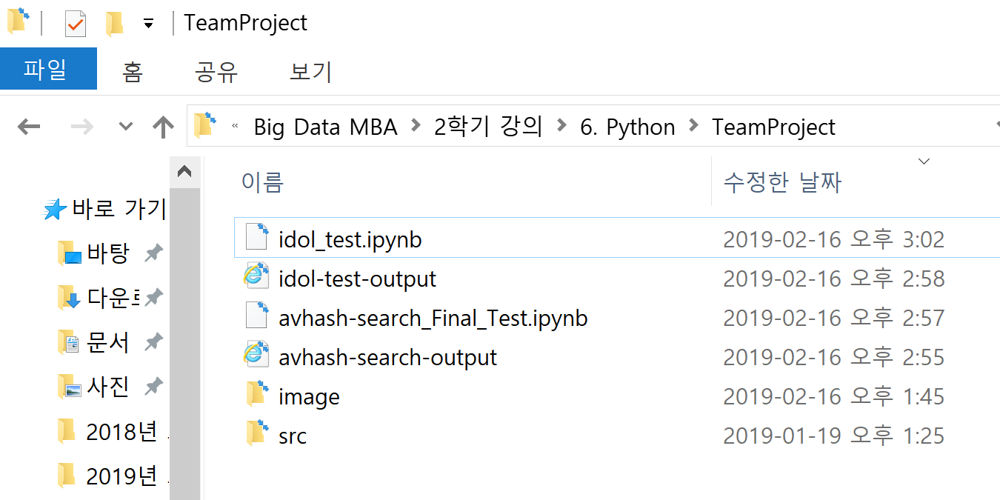 TeamProject
파일 홈 공유 보기
« Big Data MBA > 2학기 강의 > 6. Python > TeamProject
이름 수정한 날짜
바로 가기
바탕
다운로
문서
사진
2018년
2019년
idol_test.ipynb 2019-02-16 오후 3:02
idol-test-output 2019-02-16 오후 2:58
avhash-search_Final_Test.ipynb 2019-02-16 오후 2:57
avhash-search-output 2019-02-16 오후 2:55
image 2019-02-16 오후 1:45
src 2019-01-19 오후 1:25